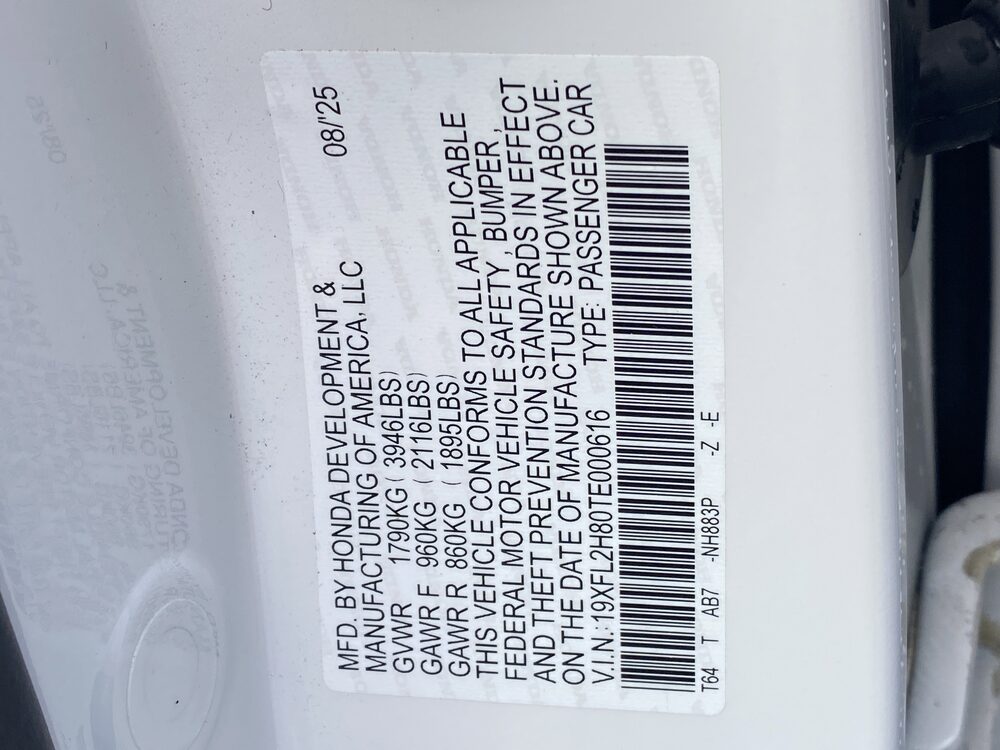 MFD. BY HONDA DEVELOPMENT & 08/'25
MANUFACTURING OF AMERICA, LLC
GVWR 1790KG ( 3946LBS)
GAWR F 960KG ( 2116LBS)
GAWR R 860KG ( 1895LBS)
THIS VEHICLE CONFORMS TO ALL APPLICABLE
FEDERAL MOTOR VEHICLE SAFETY , BUMPER,
AND THEFT PREVENTION STANDARDS IN EFFECT
ON THE DATE OF MANUFACTURE SHOWN ABOVE.
V.I.N: 19XFL2H80TE000616 TYPE: PASSENGER CAR
T64 T AB7 -NH883P -Z -E